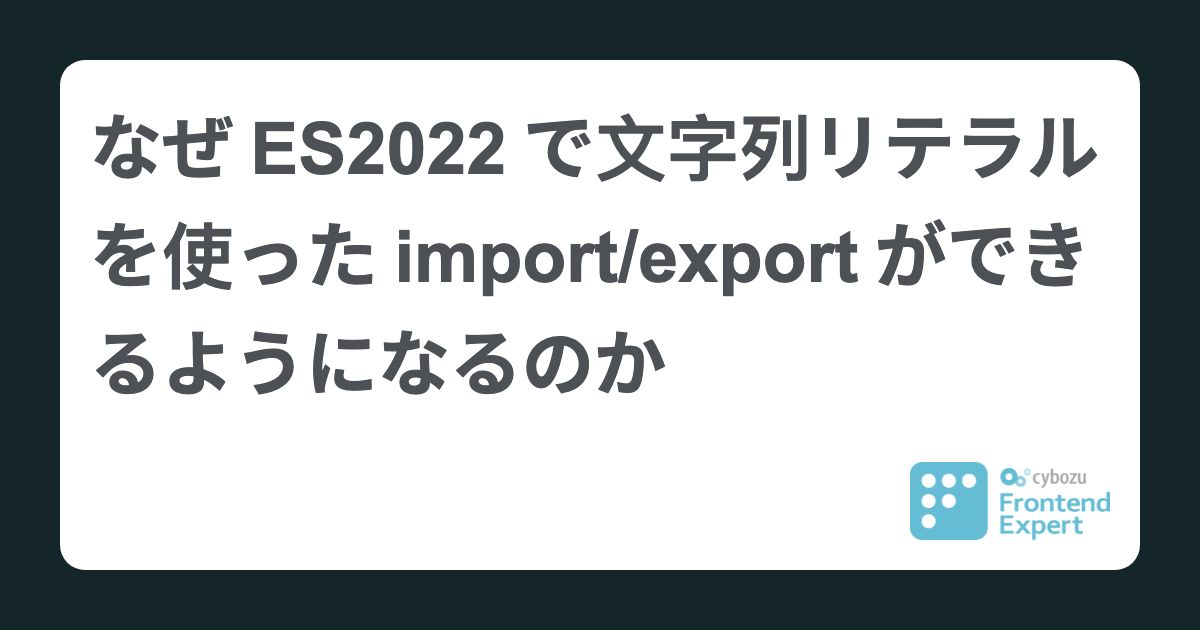 なぜ ES2022 で文字列リテラル
を使った import/export ができ
るようになるのか
cybozu
Frontend
Expert